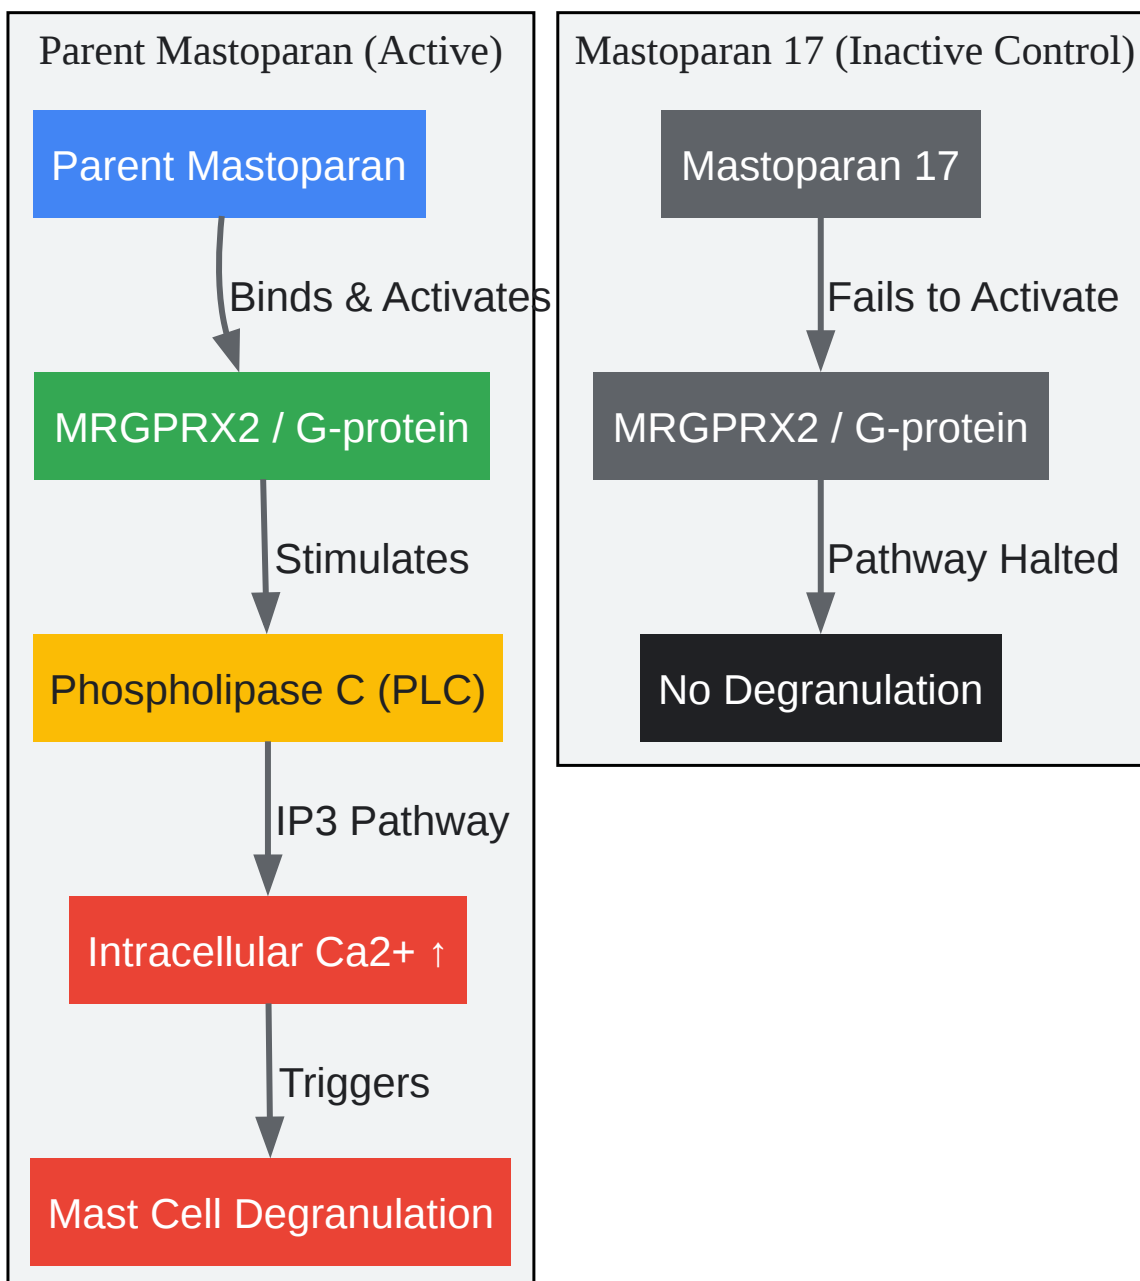 Parent Mastoparan (Active)
Parent Mastoparan
Binds & Activates
MRGPRX2 / G-protein
Stimulates
Phospholipase C (PLC)
IP3 Pathway
Intracellular Ca2+ ↑
Triggers
Mast Cell Degranulation
Mastoparan 17 (Inactive Control)
Mastoparan 17
Fails to Activate
MRGPRX2 / G-protein
Pathway Halted
No Degranulation